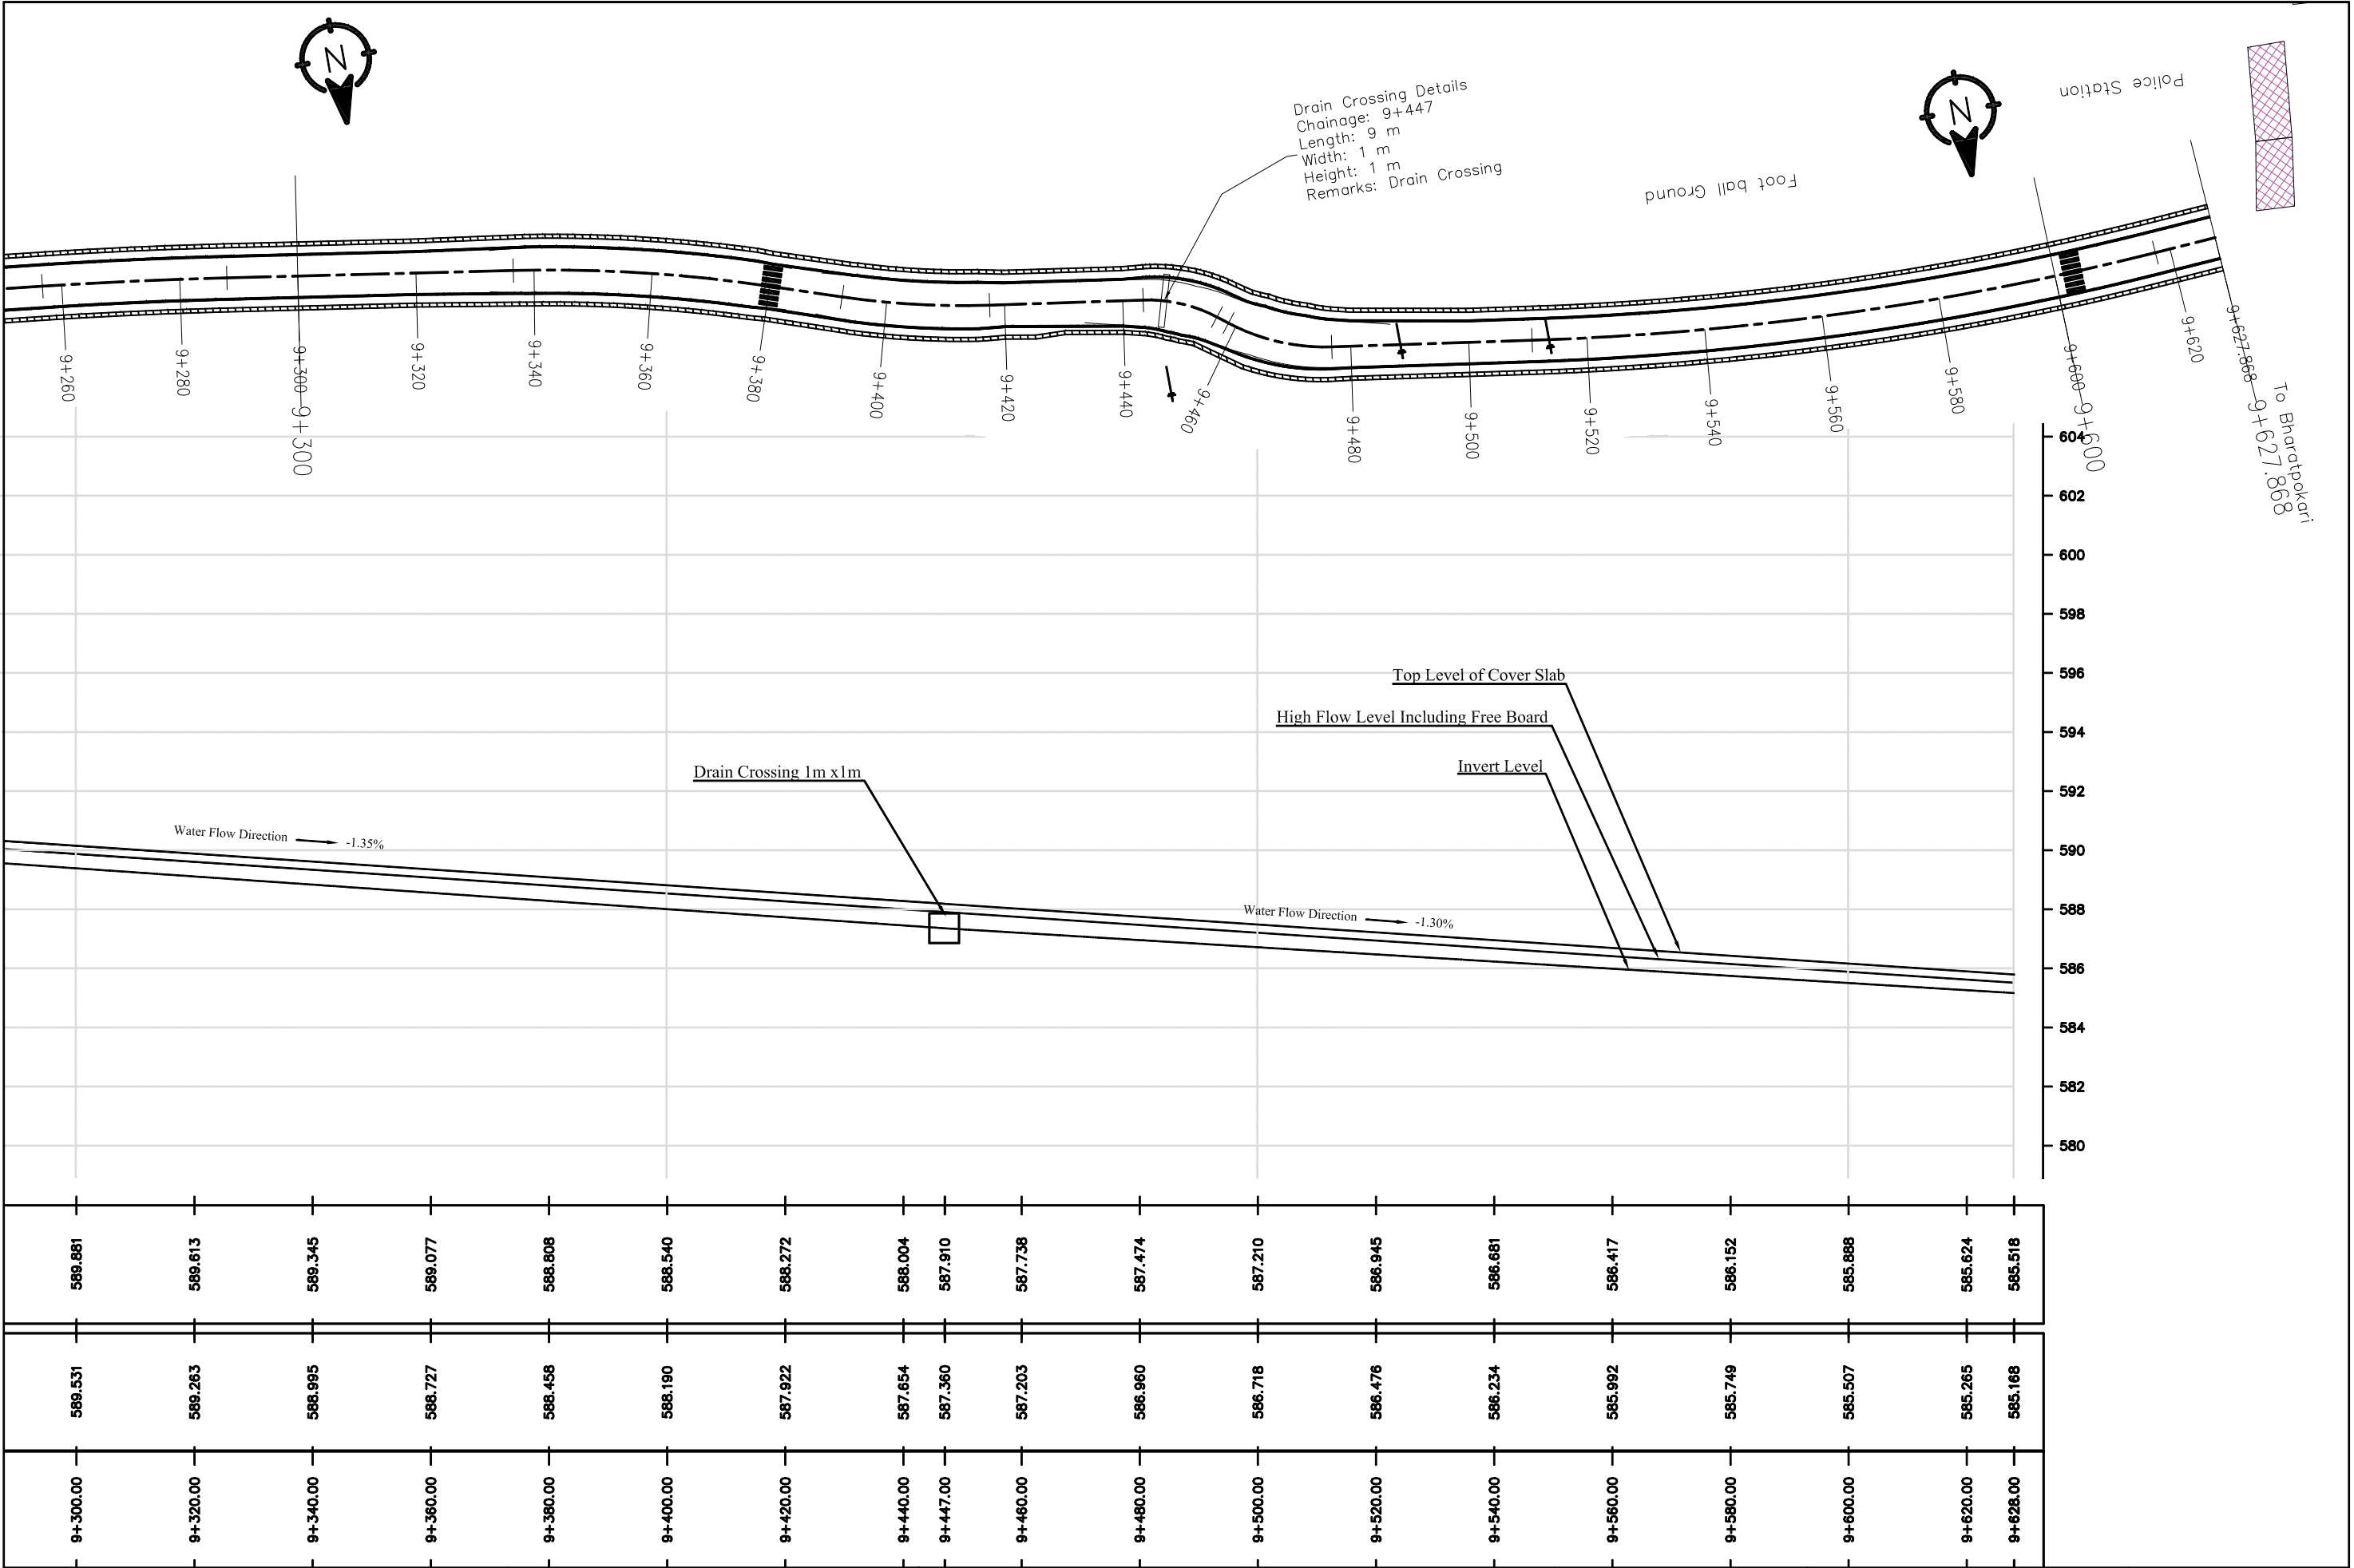 N
N
Police Station
Drain Crossing Details
Chainage: 9+447
Length: 9 m
Width: 1 m
Height: 1 m
Remarks: Drain Crossing
Foot ball Ground
9+260
9+280
9+300
9+300
9+320
9+340
9+360
9+380
9+400
9+420
9+440
9+460
9+480
9+500
9+520
9+540
9+560
9+580
9+600
9+600
9+620
9+627.868
9+627.868
To Bharatpokari
604
602
600
598
596
594
592
590
588
586
584
582
580
Top Level of Cover Slab
High Flow Level Including Free Board
Invert Level
Drain Crossing 1m x1m
Water Flow Direction -1.35%
Water Flow Direction -1.30%
589.881 589.613 589.345 589.077 588.808 588.540 588.272 588.004 587.910 587.738 587.474 587.210 586.945 586.681 586.417 586.152 585.888 585.624 585.518
589.531 589.263 588.995 588.727 588.458 588.190 587.922 587.654 587.360 587.203 586.960 586.718 586.476 586.234 585.992 585.749 585.507 585.265 585.168
9+300.00 9+320.00 9+340.00 9+360.00 9+380.00 9+400.00 9+420.00 9+440.00 9+447.00 9+460.00 9+480.00 9+500.00 9+520.00 9+540.00 9+560.00 9+580.00 9+600.00 9+620.00 9+628.00